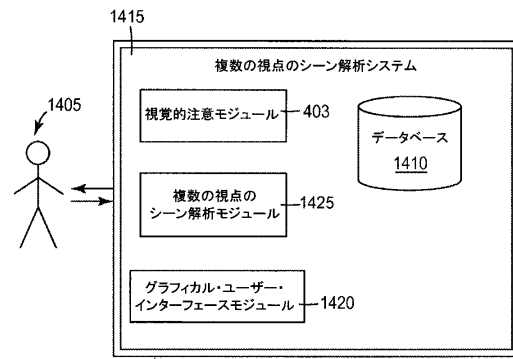 1415
複数の視点のシーン解析システム
1405
視覚的注意モジュール
403
データベース
1410
複数の視点の
シーン解析モジュール
1425
グラフィカル・ユーザー・
インターフェースモジュール
1420